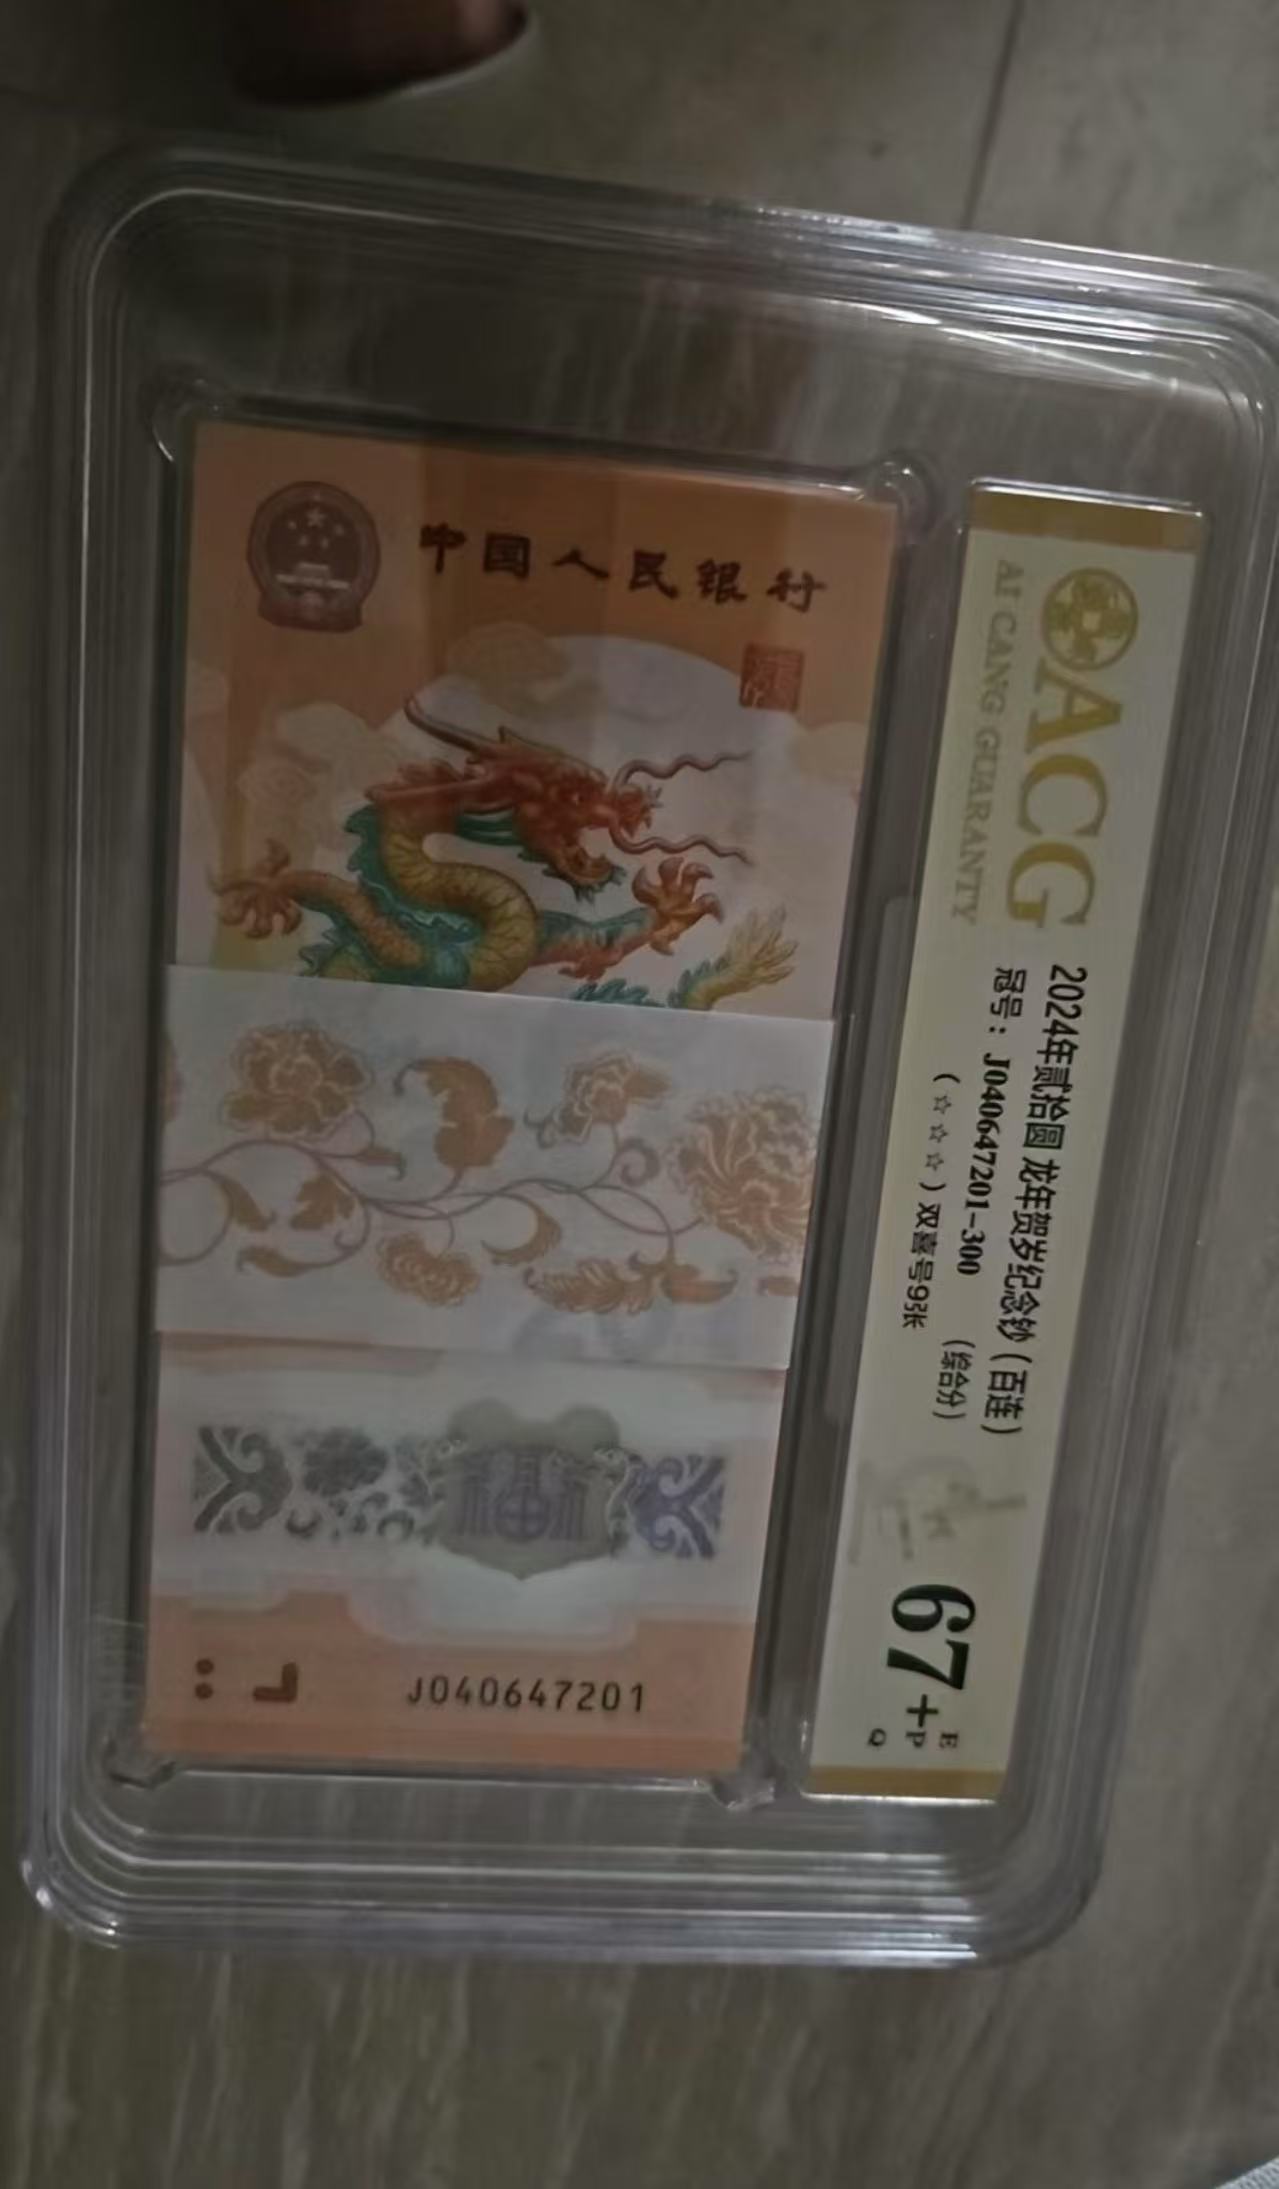 中国人民银行
J040647201
ACG
AI CANG GUARANTY
2024年贰拾圆 龙年贺岁纪念钞（百连）
冠号：J040647201-300 （综合分）
（☆☆☆）双喜号9张
67+
E
P
Q